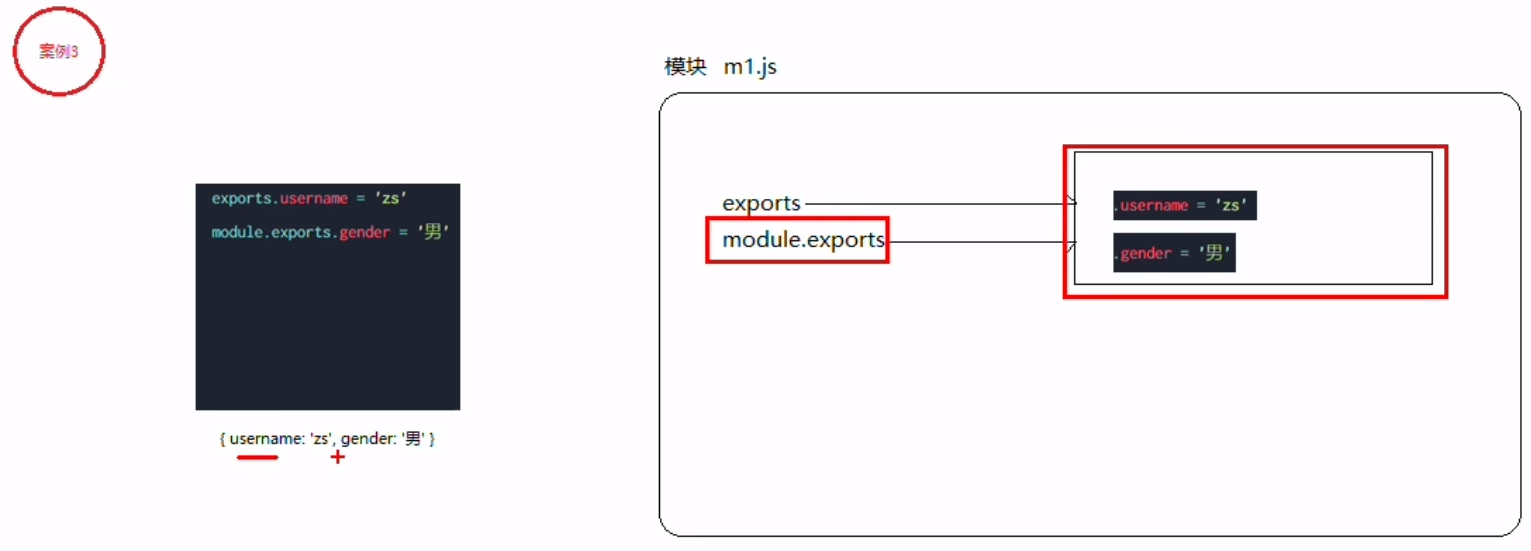 案例3
模块 m1.js
exports.username = 'zs'
module.exports.gender = '男'
{ username: 'zs', gender: '男' }
exports
module.exports
.username = 'zs'
.gender = '男'